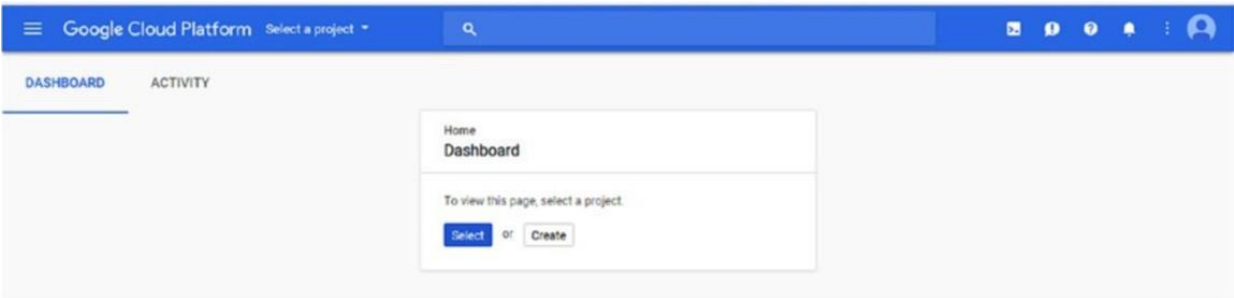 Google Cloud Platform Select a project
DASHBOARD ACTIVITY
Home
Dashboard
To view this page, select a project.
Select or Create